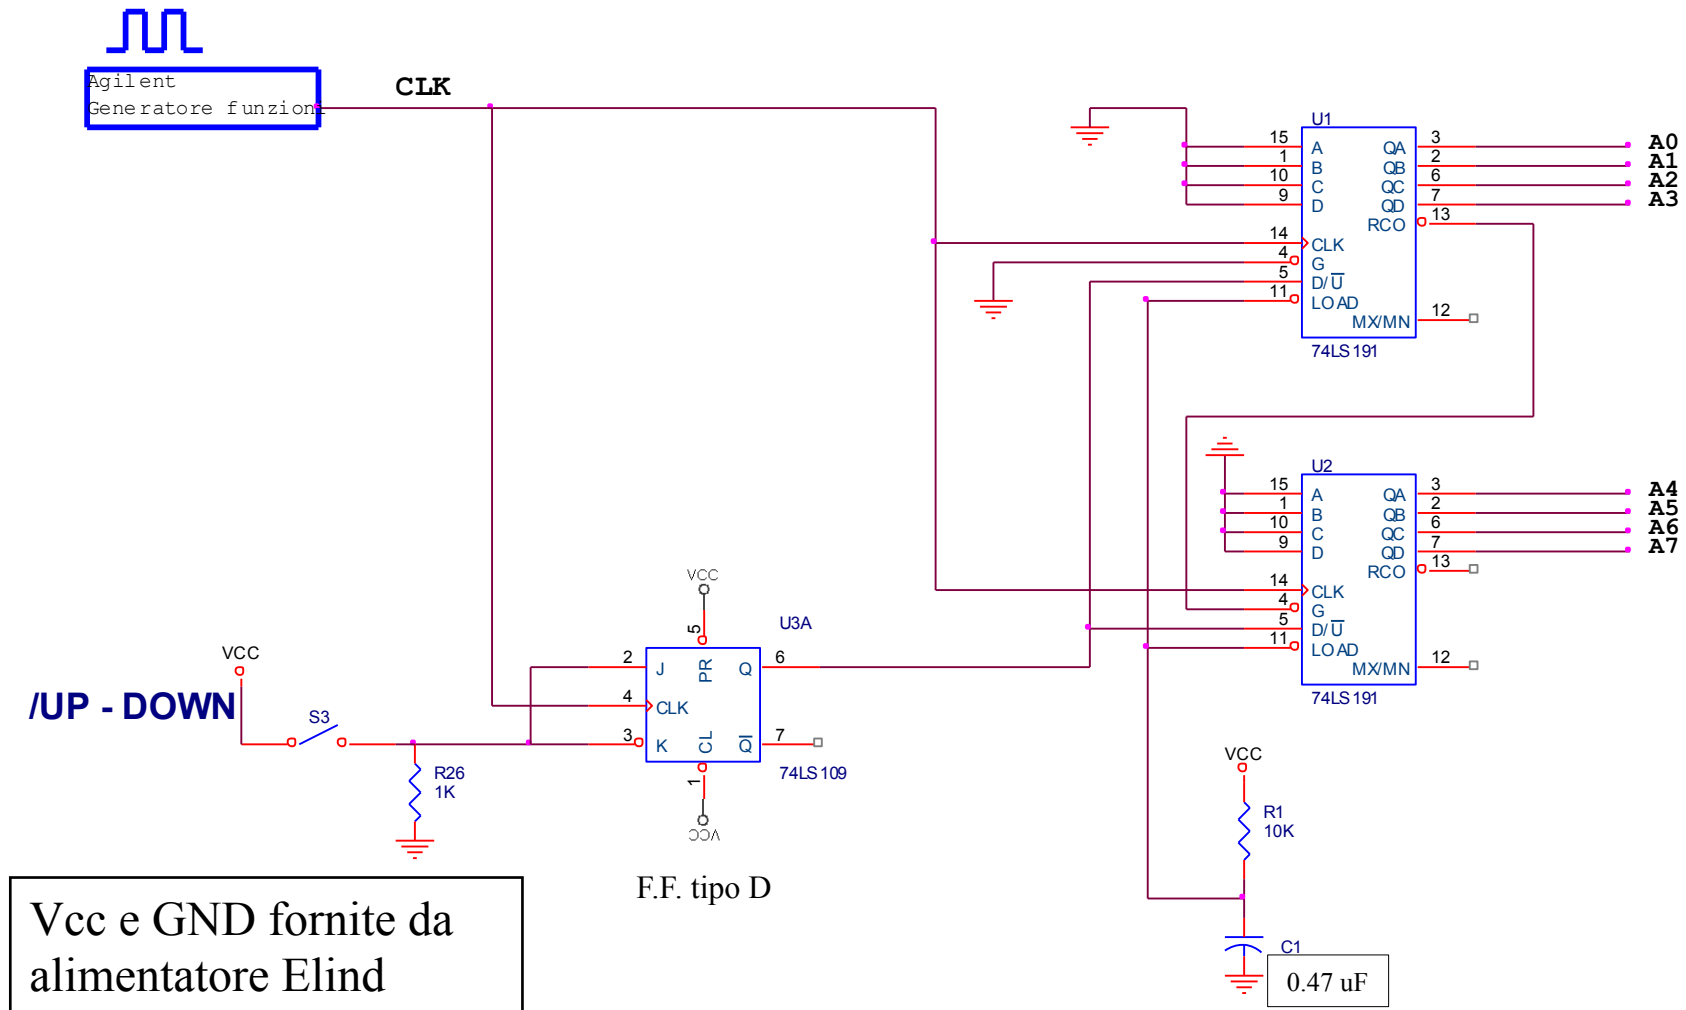 Agilent
Generatore funzioni
CLK
U1
15 A QA 3 A0
1 B QB 2 A1
10 C QC 6 A2
9 D QD 7 A3
RCO 13
14 CLK
4 G
5 D/U
11 LOAD
MX/MN 12
74LS191
U2
15 A QA 3 A4
1 B QB 2 A5
10 C QC 6 A6
9 D QD 7 A7
RCO 13
14 CLK
4 G
5 D/U
11 LOAD
MX/MN 12
74LS191
VCC
U3A
5
2 J PR Q 6
4 CLK
3 K CL Q 7
1
74LS109
VCC
F.F. tipo D
VCC
/UP - DOWN
S3
R26
1K
VCC
R1
10K
C1
0.47 uF
Vcc e GND fornite da
alimentatore Elind